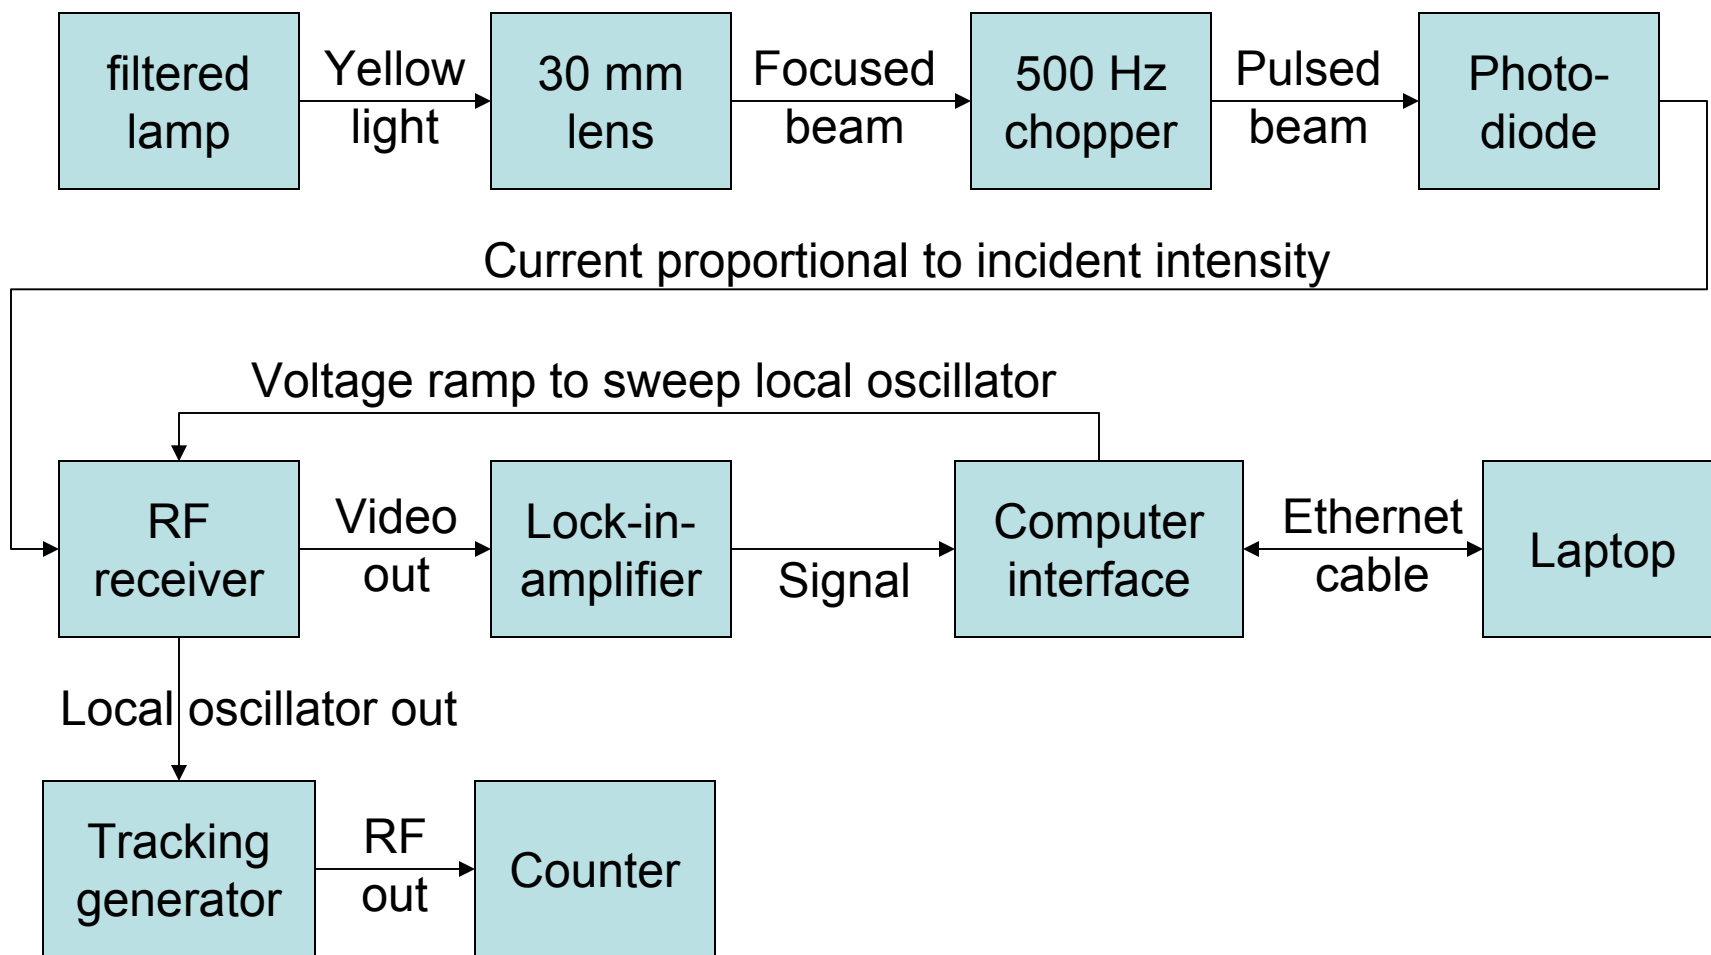 filtered
lamp
Yellow
light
30 mm
lens
Focused
beam
500 Hz
chopper
Pulsed
beam
Photo-
diode
Current proportional to incident intensity
Voltage ramp to sweep local oscillator
RF
receiver
Video
out
Lock-in-
amplifier
Signal
Computer
interface
Ethernet
cable
Laptop
Local oscillator out
Tracking
generator
RF
out
Counter